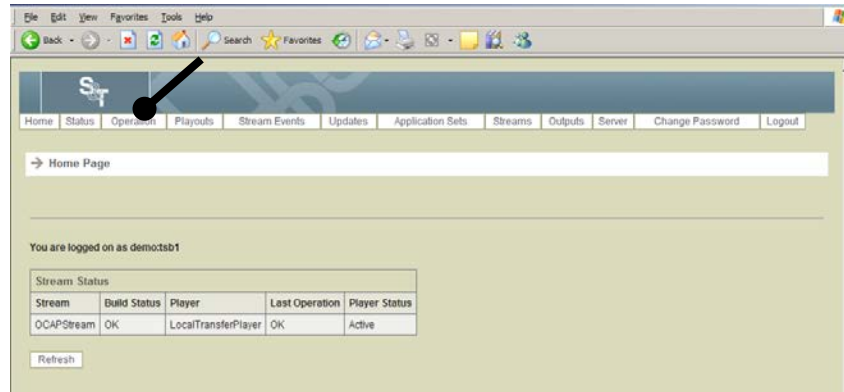 File Edit View Favorites Tools Help
Back Search Favorites
S&T
Home Status Operation Playouts Stream Events Updates Application Sets Streams Outputs Server Change Password Logout
Home Page
You are logged on as demo:tsb1
Stream Status
Stream Build Status Player Last Operation Player Status
OCAPStream OK LocalTransferPlayer OK Active
Refresh